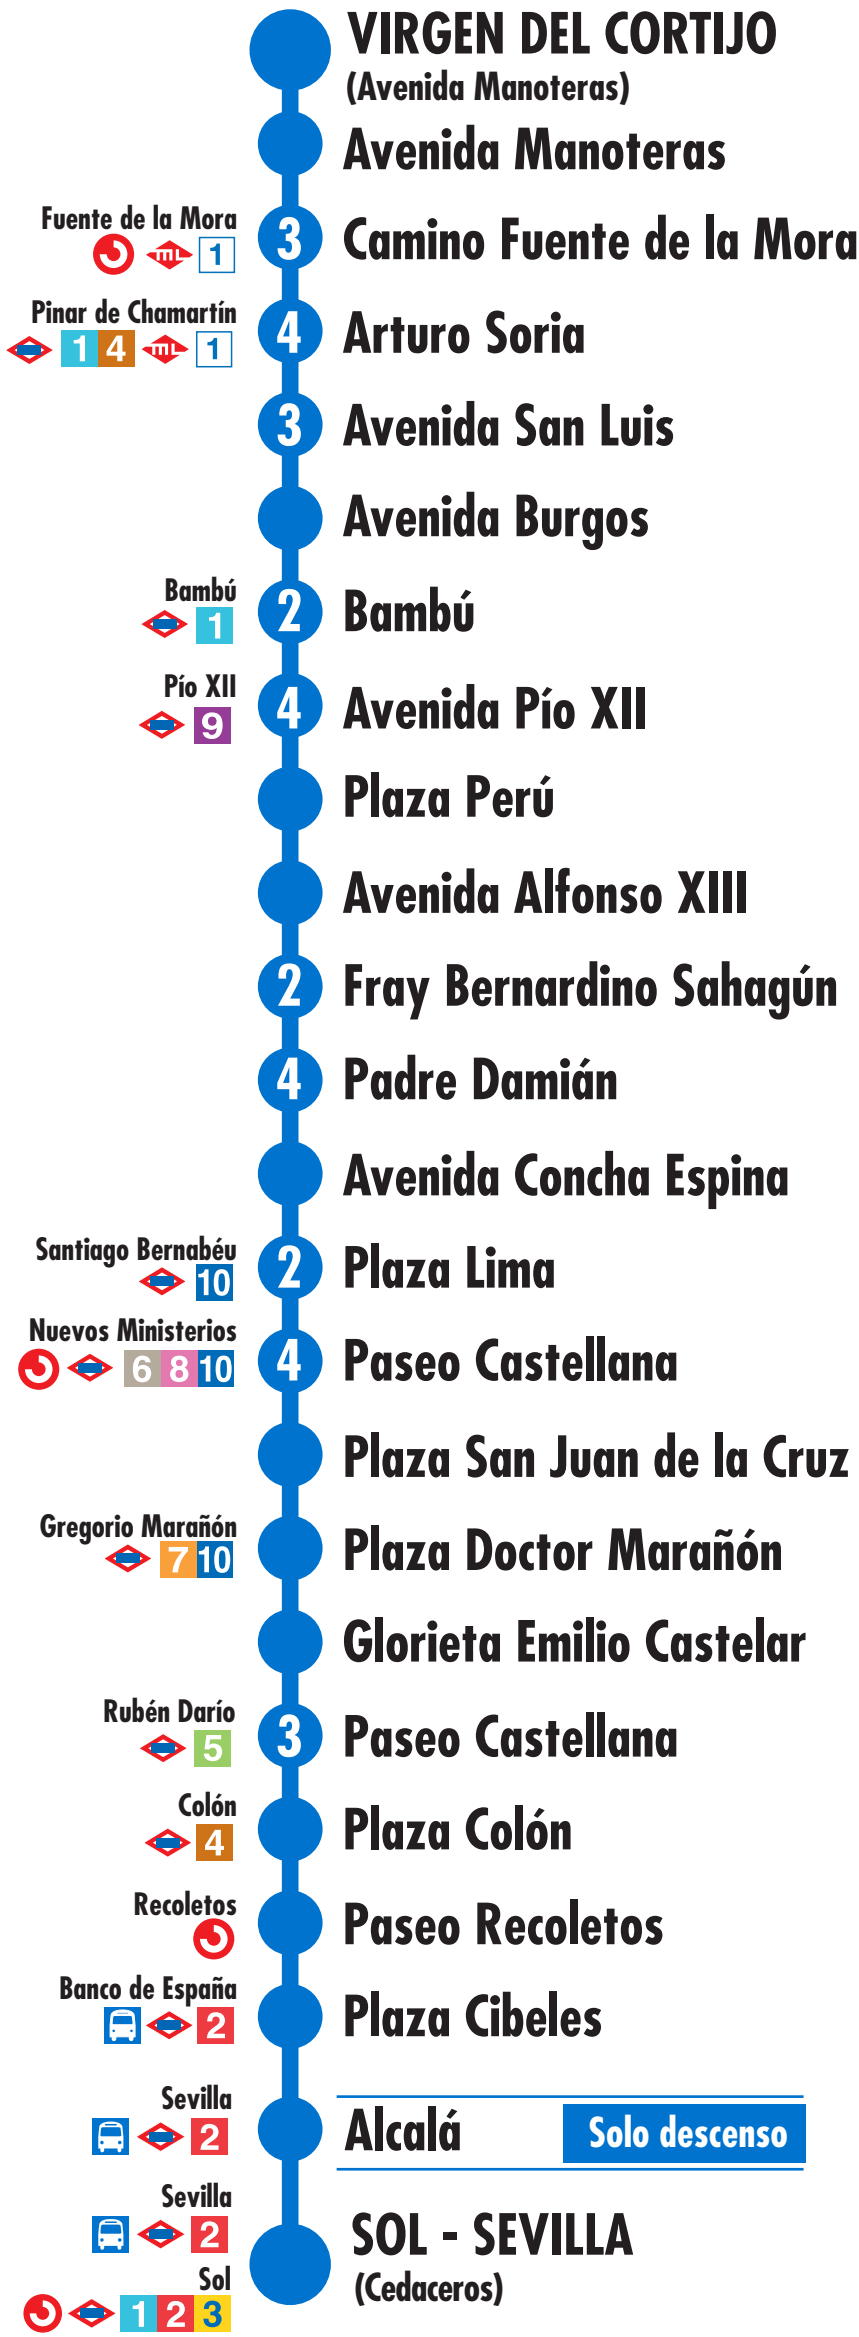 VIRGEN DEL CORTIJO
(Avenida Manoteras)
Avenida Manoteras
Fuente de la Mora
ML 1
3 Camino Fuente de la Mora
Pinar de Chamartín
1 4 ML 1
4 Arturo Soria
3 Avenida San Luis
Avenida Burgos
Bambú
1
2 Bambú
Pío XII
9
4 Avenida Pío XII
Plaza Perú
Avenida Alfonso XIII
2 Fray Bernardino Sahagún
4 Padre Damián
Avenida Concha Espina
Santiago Bernabéu
10
2 Plaza Lima
Nuevos Ministerios
6 8 10
4 Paseo Castellana
Plaza San Juan de la Cruz
Gregorio Marañón
7 10
Plaza Doctor Marañón
Glorieta Emilio Castelar
Rubén Darío
5
3 Paseo Castellana
Colón
4
Plaza Colón
Recoletos
Paseo Recoletos
Banco de España
2
Plaza Cibeles
Sevilla
2
Alcalá Solo descenso
Sevilla
2
SOL - SEVILLA
(Cedaceros)
Sol
1 2 3